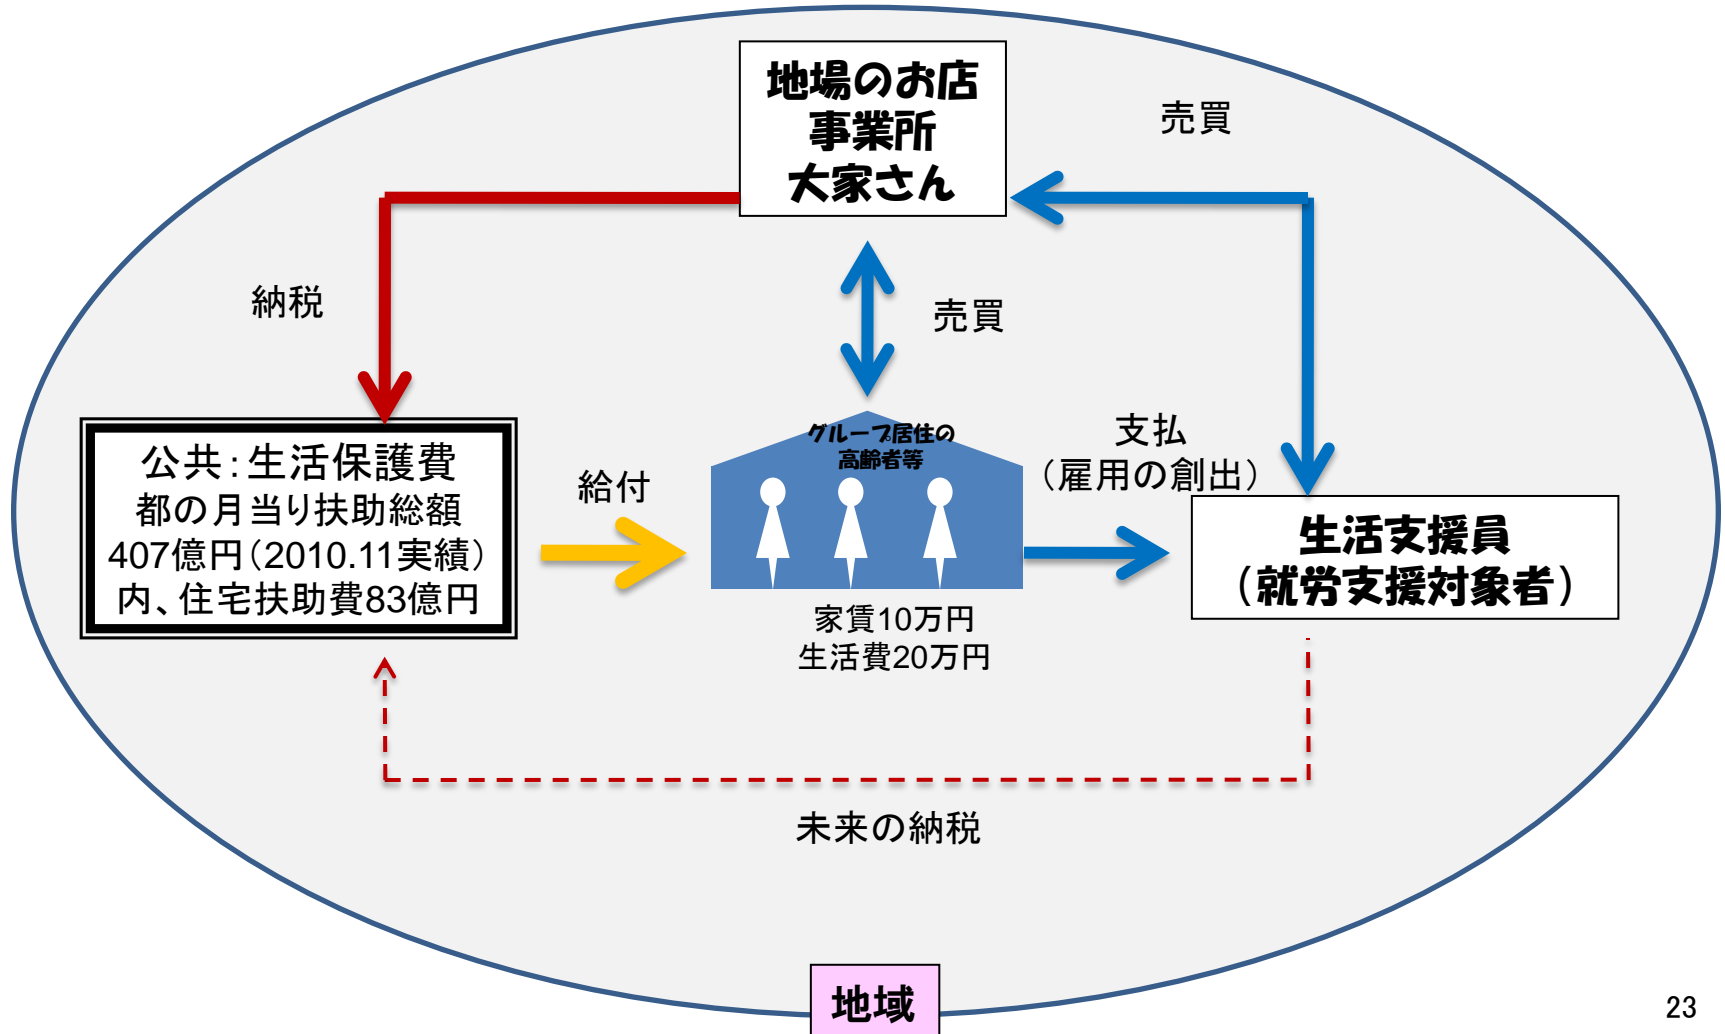 地場のお店
事業所
大家さん
売買
納税
売買
公共：生活保護費
都の月当り扶助総額
407億円（2010.11実績）
内、住宅扶助費83億円
給付
グループ居住の
高齢者等
支払
（雇用の創出）
生活支援員
（就労支援対象者）
家賃10万円
生活費20万円
未来の納税
地域
23